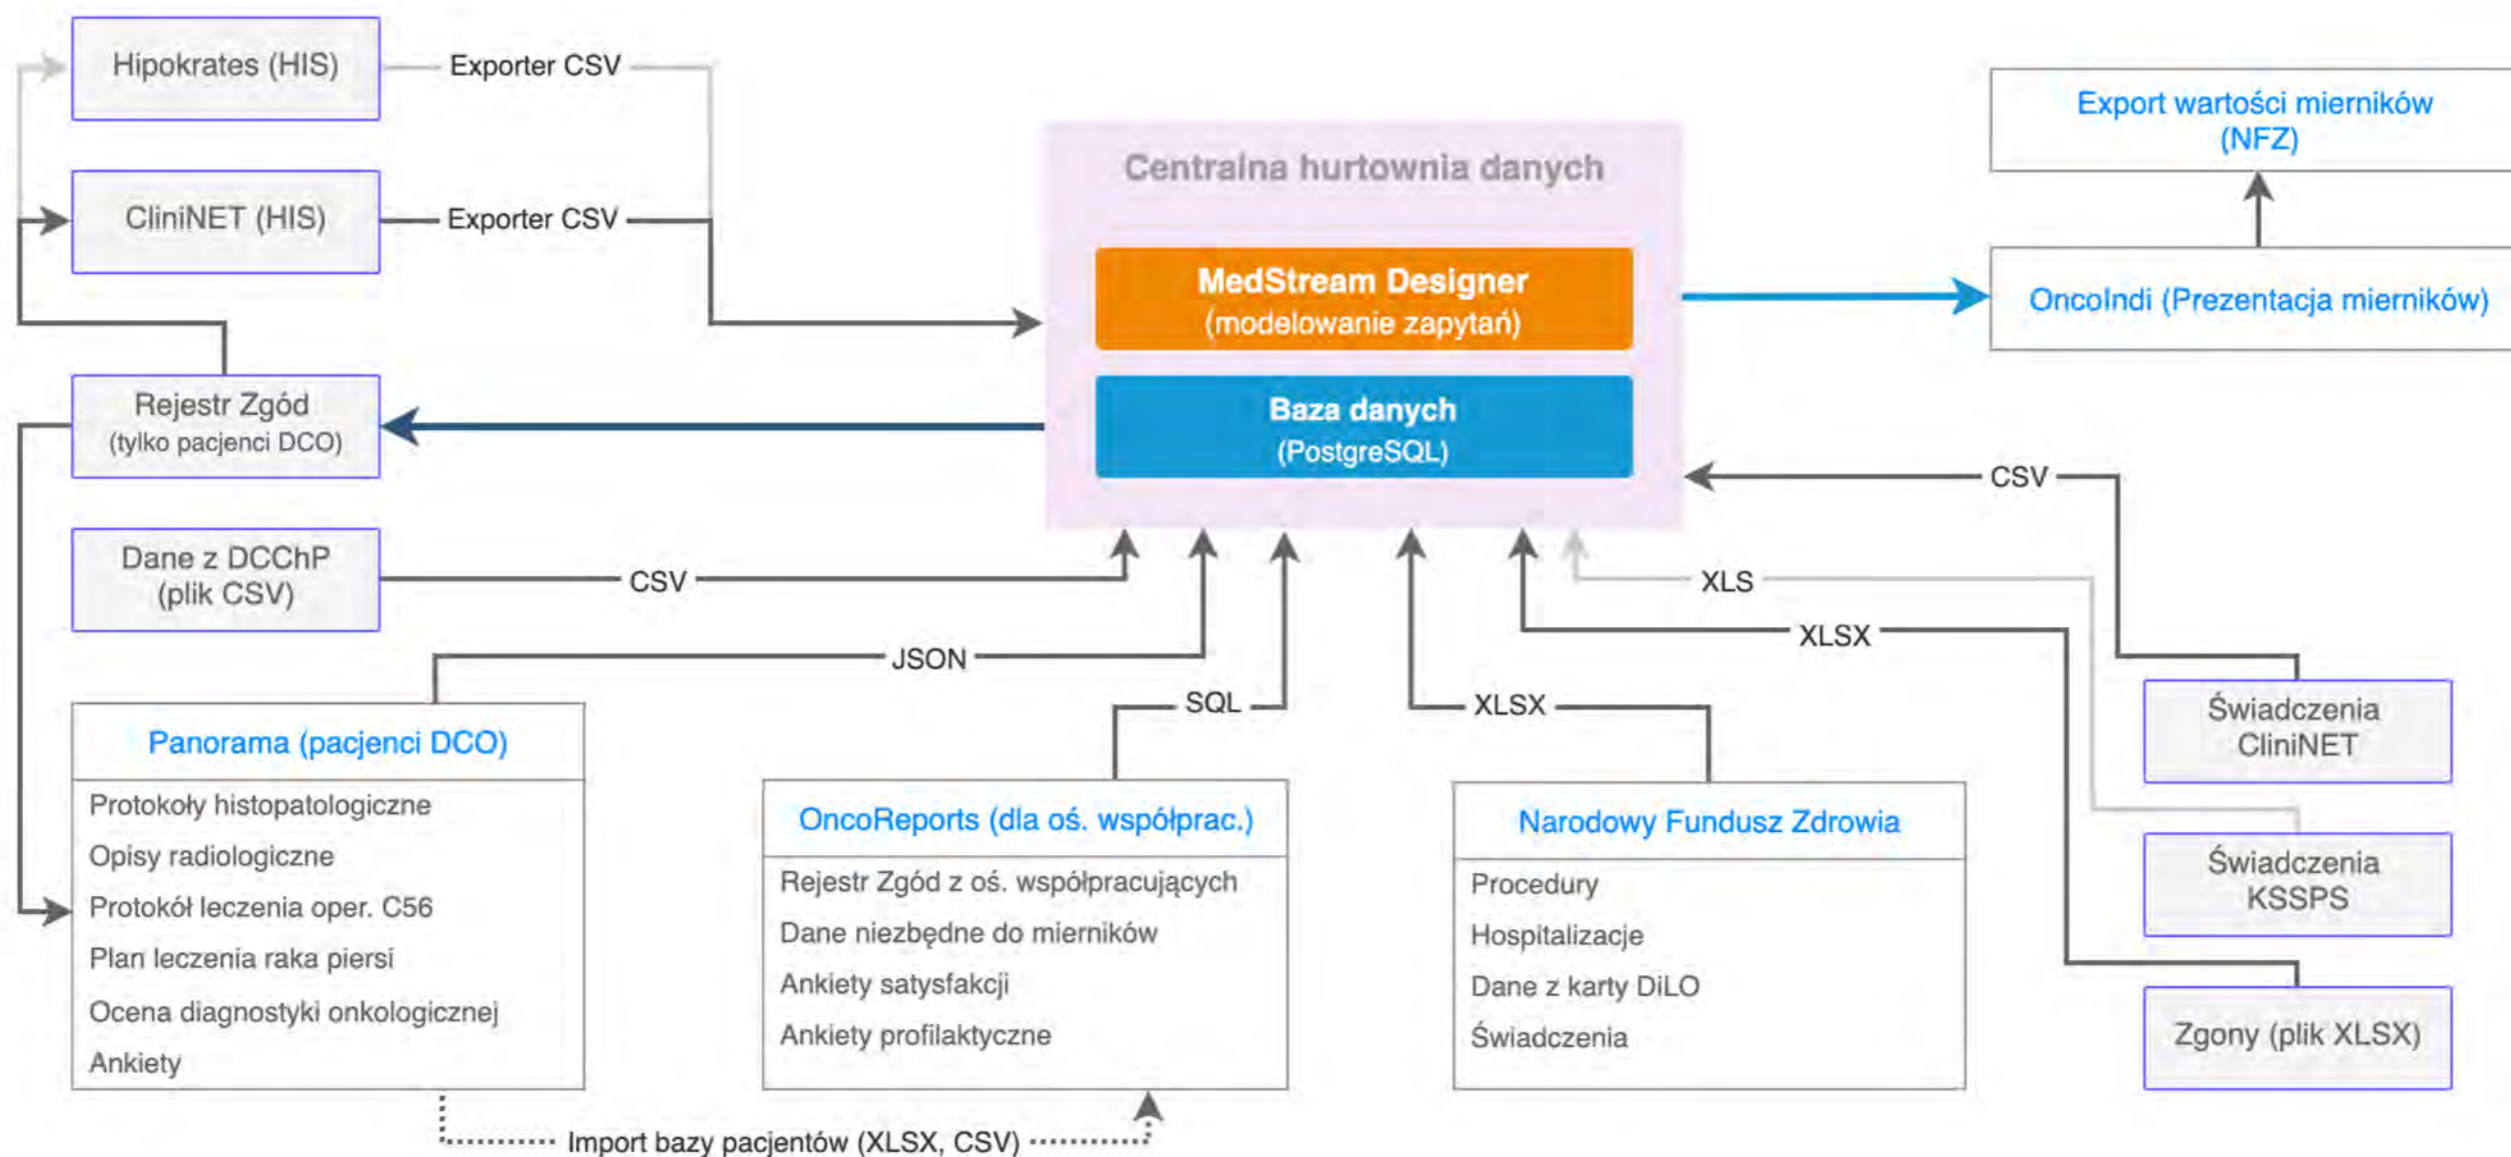 Hipokrates (HIS)
Exporter CSV
CliniNET (HIS)
Exporter CSV
Rejestr Zgód
(tylko pacjenci DCO)
Dane z DCChP
(plik CSV)
CSV
JSON
SQL
XLSX
XLSX
XLS
CSV
Centralna hurtownia danych
MedStream Designer
(modelowanie zapytań)
Baza danych
(PostgreSQL)
Export wartości mierników
(NFZ)
OncoIndi (Prezentacja mierników)
Panorama (pacjenci DCO)
Protokoły histopatologiczne
Opisy radiologiczne
Protokół leczenia oper. C56
Plan leczenia raka piersi
Ocena diagnostyki onkologicznej
Ankiety
OncoReports (dla oś. współprac.)
Rejestr Zgód z oś. współpracujących
Dane niezbędne do mierników
Ankiety satysfakcji
Ankiety profilaktyczne
Narodowy Fundusz Zdrowia
Procedury
Hospitalizacje
Dane z karty DiLO
Świadczenia
Świadczenia
CliniNET
Świadczenia
KSSPS
Zgony (plik XLSX)
Import bazy pacjentów (XLSX, CSV)